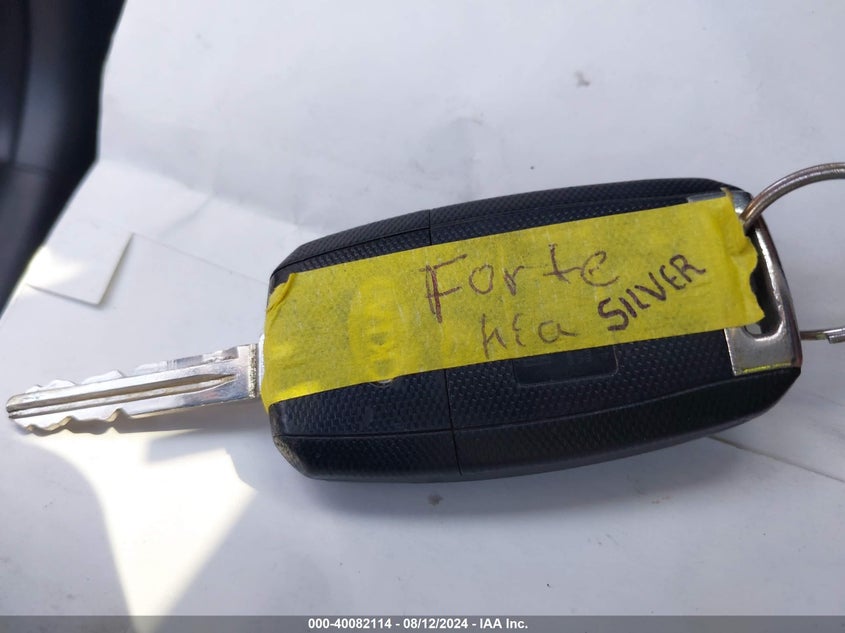 Forte
kia SILVER
000-40082114 - 08/12/2024 - IAA Inc.